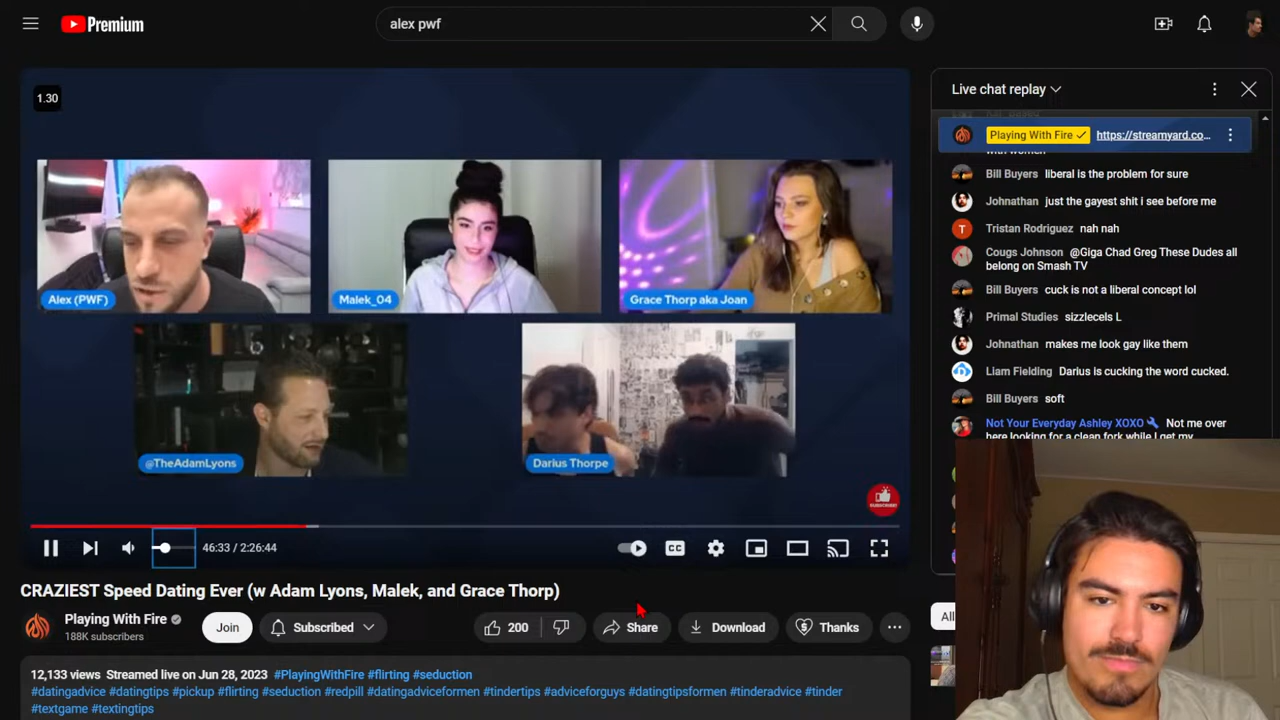 Premium
alex pwf
1.30
Alex (PWF)
Malek_04
Grace Thorp aka Joan
@TheAdamLyons
Darius Thorpe
SUBSCRIBE!
46:33 / 2:26:44
CC
CRAZIEST Speed Dating Ever (w Adam Lyons, Malek, and Grace Thorp)
Playing With Fire
188K subscribers
Join
Subscribed
200
Share
Download
Thanks
12,133 views Streamed live on Jun 28, 2023 #PlayingWithFire #flirting #seduction
#datingadvice #datingtips #pickup #flirting #seduction #redpill #datingadviceformen #tindertips #adviceforguys #datingtipsformen #tinderadvice #tinder
#textgame #textingtips
Live chat replay
Playing With Fire https://streamyard.co...
with women
Bill Buyers liberal is the problem for sure
Johnathan just the gayest shit i see before me
T Tristan Rodriguez nah nah
Cougs Johnson @Giga Chad Greg These Dudes all
belong on Smash TV
Bill Buyers cuck is not a liberal concept lol
Primal Studies sizzlecels L
Johnathan makes me look gay like them
Liam Fielding Darius is cucking the word cucked.
Bill Buyers soft
Not Your Everyday Ashley XOXO Not me over
here looking for a clean fork while I get my
All